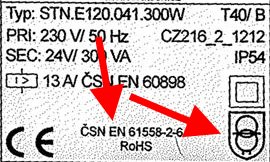 Typ: STN.E120.041.300W T40/ B
PRI: 230 V/ 50 Hz CZ216_2_1212
SEC: 24V/ 300 VA IP54
13 A/ ČSN EN 60898
ČSN EN 61558-2-6
RoHS
CE